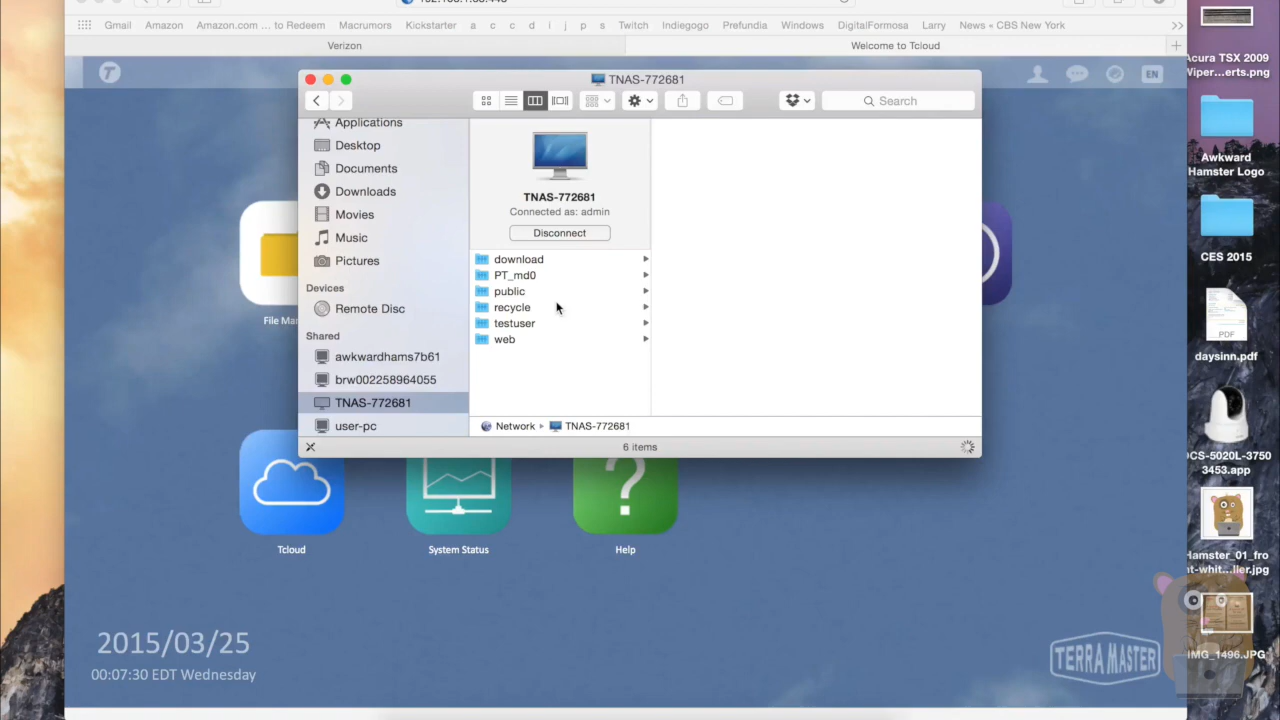 Gmail Amazon Amazon.com ... to Redeem Macrumors Kickstarter a c cd i j p s Twitch Indiegogo Prefundia Windows DigitalFormosa Larry News « CBS New York
Verizon
Welcome to Tcloud
EN
TNAS-772681
Search
Applications
Desktop
Documents
Downloads
Movies
Music
Pictures
Devices
Remote Disc
Shared
awkwardhams7b61
brw002258964055
TNAS-772681
user-pc
TNAS-772681
Connected as: admin
Disconnect
download
PT_md0
public
recycle
testuser
web
Network ▸ TNAS-772681
6 items
File Man
Tcloud
System Status
Help
2015/03/25
00:07:30 EDT Wednesday
TERRA MASTER
Acura TSX 2009
Wiper...erts.png
Awkward
Hamster Logo
CES 2015
PDF
daysinn.pdf
DCS-5020L-3750
3453.app
Hamster_01_fro
nt-whit...ller.jpg
IMG_1496.JPG